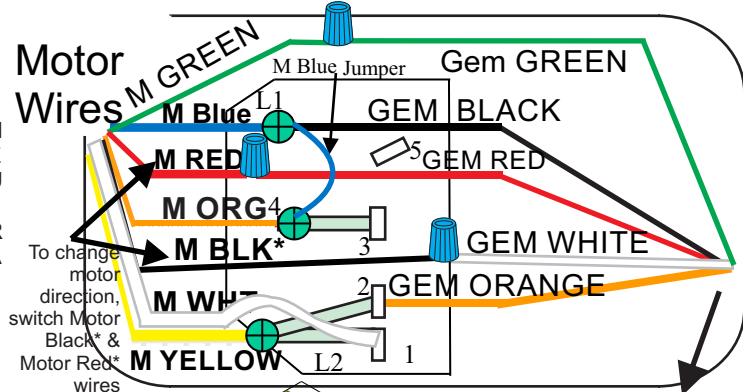 Motor
Wires
M GREEN
Gem GREEN
M Blue Jumper
L1
M Blue
GEM BLACK
M RED
5
GEM RED
M ORG
4
3
M BLK*
GEM WHITE
2
GEM ORANGE
M WHT
M YELLOW
L2
1
To change
motor
direction,
switch Motor
Black* &
Motor Red*
wires